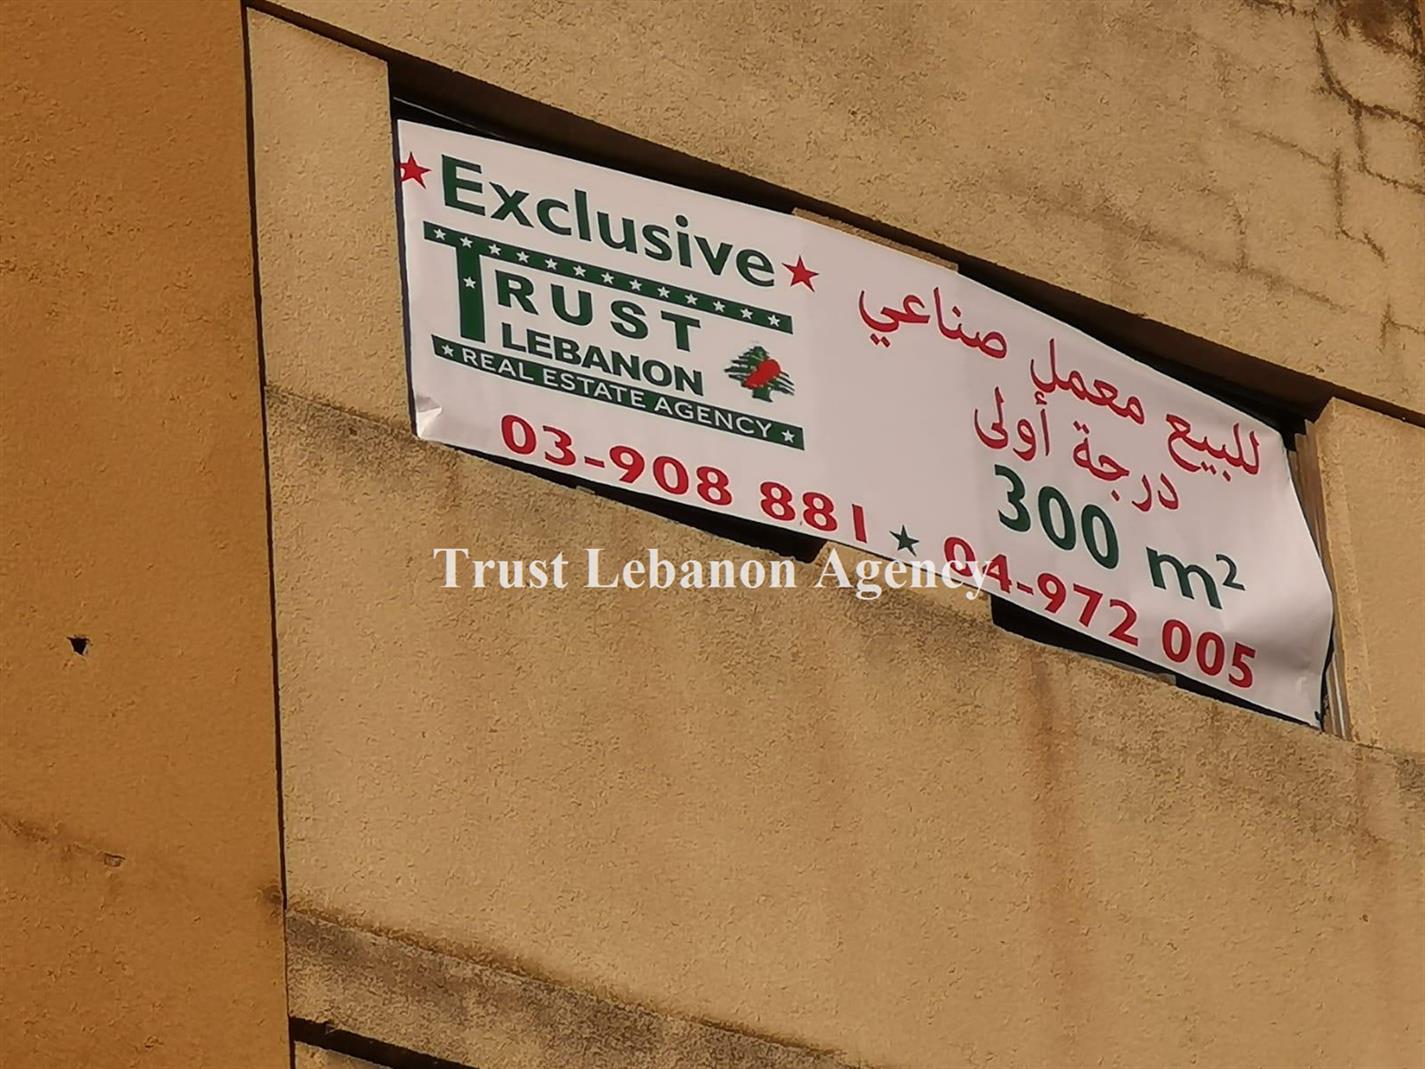 Exclusive
TRUST
LEBANON
REAL ESTATE AGENCY
للبيع معمل صناعي
درجة أولى
300 m²
03-908 881 ★ 04-972 005
Trust Lebanon Agency